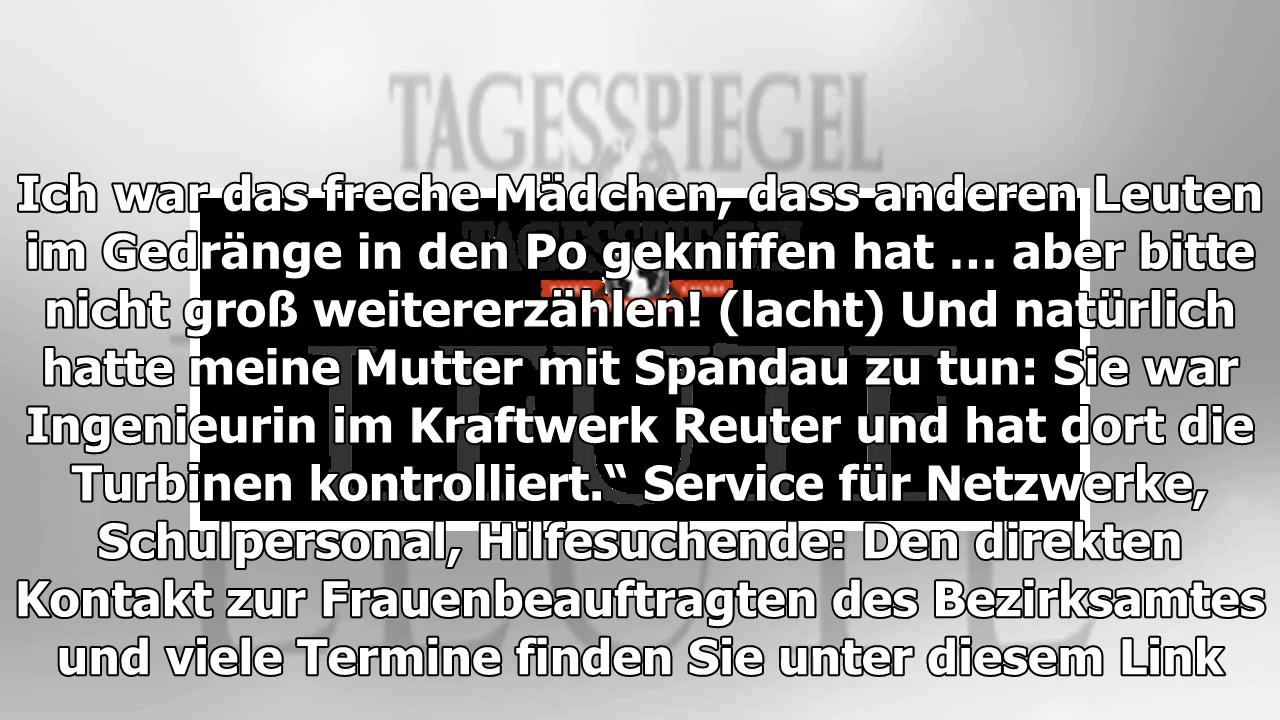 TAGESSPIEGEL
Ich war das freche Mädchen, dass anderen Leuten
im Gedränge in den Po gekniffen hat ... aber bitte
nicht groß weitererzählen! (lacht) Und natürlich
hatte meine Mutter mit Spandau zu tun: Sie war
Ingenieurin im Kraftwerk Reuter und hat dort die
Turbinen kontrolliert.“ Service für Netzwerke,
Schulpersonal, Hilfesuchende: Den direkten
Kontakt zur Frauenbeauftragten des Bezirksamtes
und viele Termine finden Sie unter diesem Link